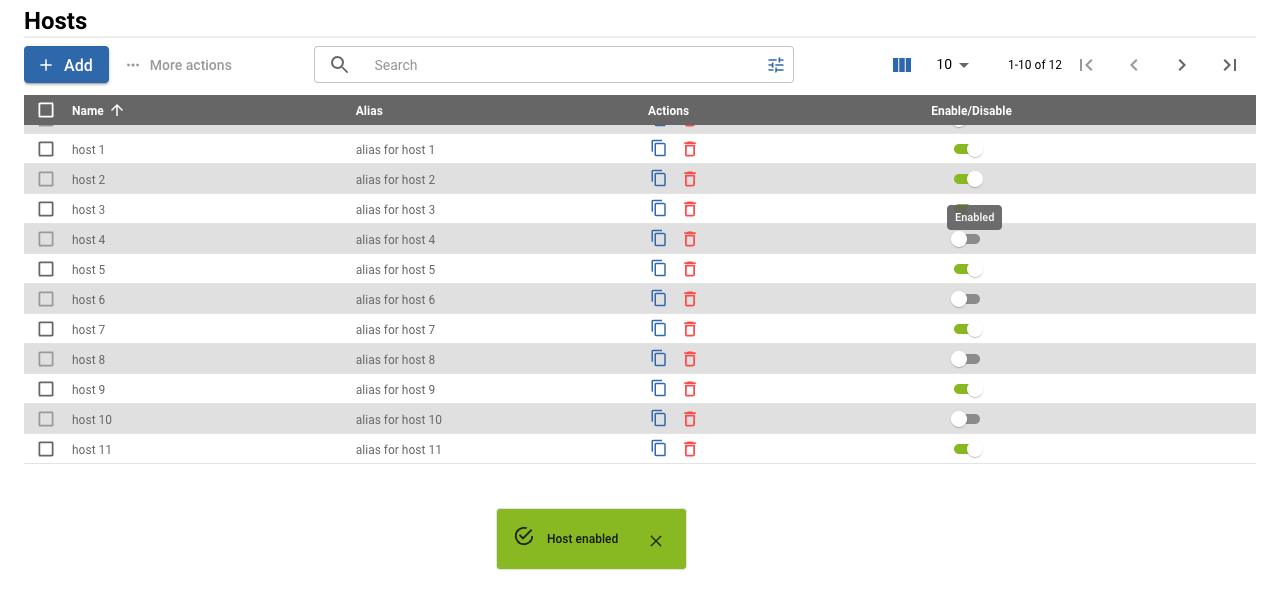 Hosts
Add
More actions
Search
10
1-10 of 12
Name Alias Actions Enable/Disable
host 1 alias for host 1
host 2 alias for host 2
host 3 alias for host 3
Enabled
host 4 alias for host 4
host 5 alias for host 5
host 6 alias for host 6
host 7 alias for host 7
host 8 alias for host 8
host 9 alias for host 9
host 10 alias for host 10
host 11 alias for host 11
Host enabled